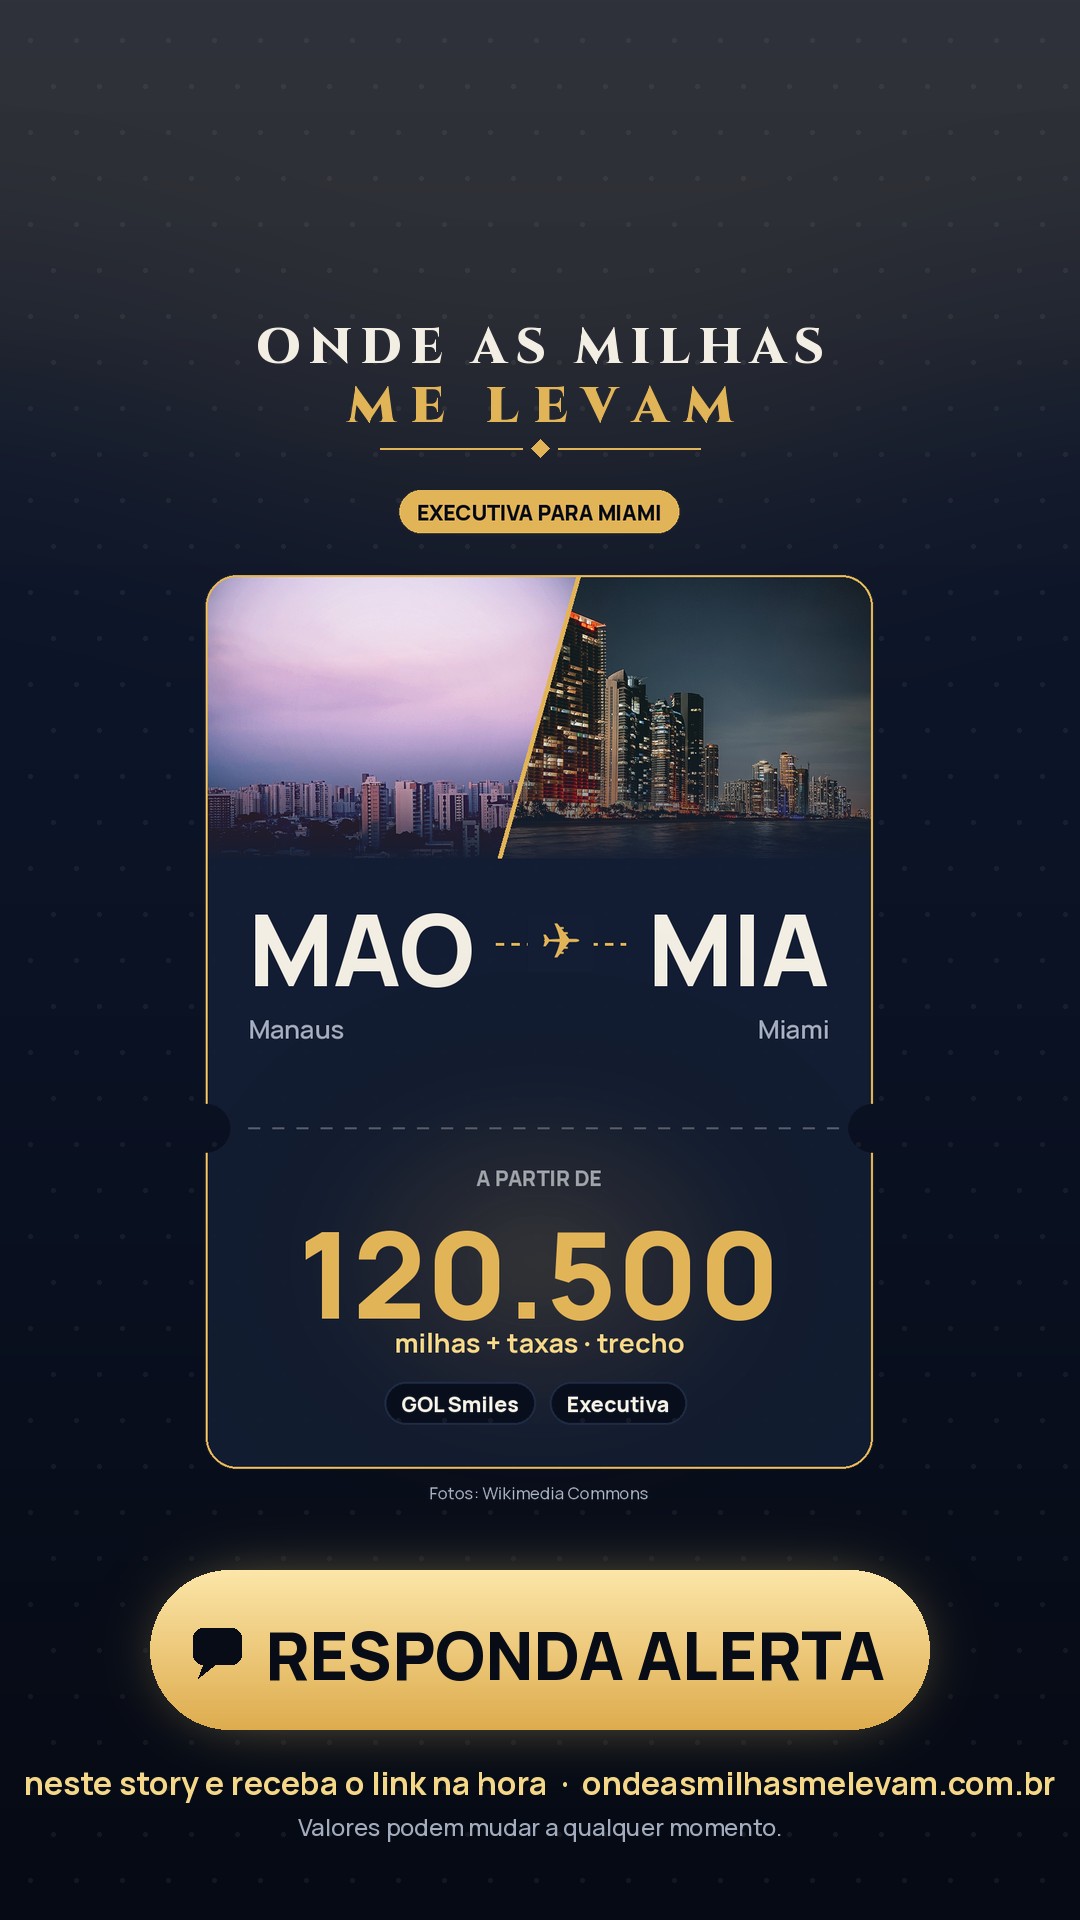 ONDE AS MILHAS
ME LEVAM
EXECUTIVA PARA MIAMI
MAO MIA
Manaus Miami
A PARTIR DE
120.500
milhas + taxas · trecho
GOL Smiles Executiva
Fotos: Wikimedia Commons
RESPONDA ALERTA
neste story e receba o link na hora · ondeasmilhasmelevam.com.br
Valores podem mudar a qualquer momento.